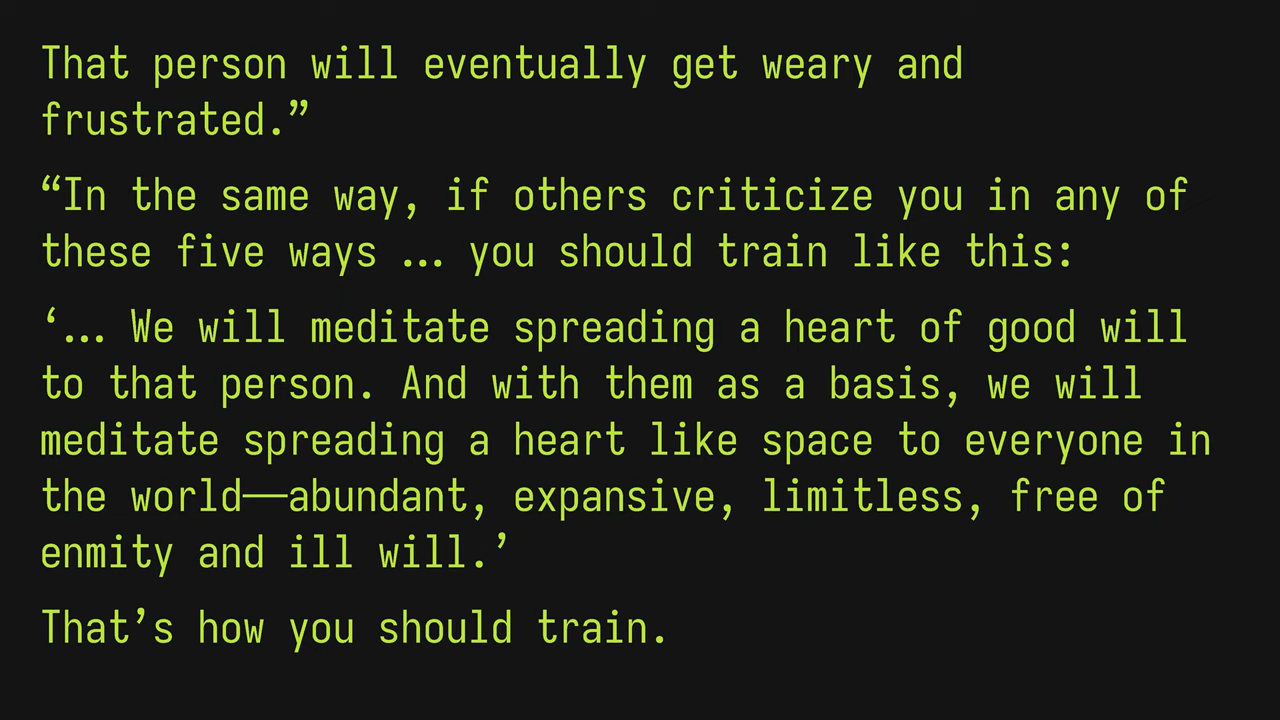 That person will eventually get weary and
frustrated.”
“In the same way, if others criticize you in any of
these five ways … you should train like this:
‘… We will meditate spreading a heart of good will
to that person. And with them as a basis, we will
meditate spreading a heart like space to everyone in
the world—abundant, expansive, limitless, free of
enmity and ill will.’
That’s how you should train.